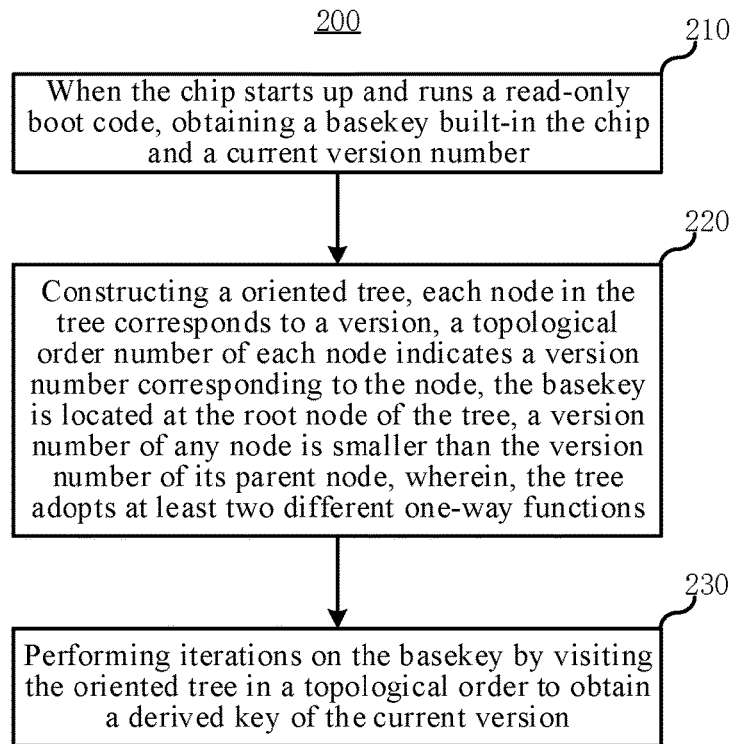 200
210
When the chip starts up and runs a read-only
boot code, obtaining a basekey built-in the chip
and a current version number
220
Constructing a oriented tree, each node in the
tree corresponds to a version, a topological
order number of each node indicates a version
number corresponding to the node, the basekey
is located at the root node of the tree, a version
number of any node is smaller than the version
number of its parent node, wherein, the tree
adopts at least two different one-way functions
230
Performing iterations on the basekey by visiting
the oriented tree in a topological order to obtain
a derived key of the current version